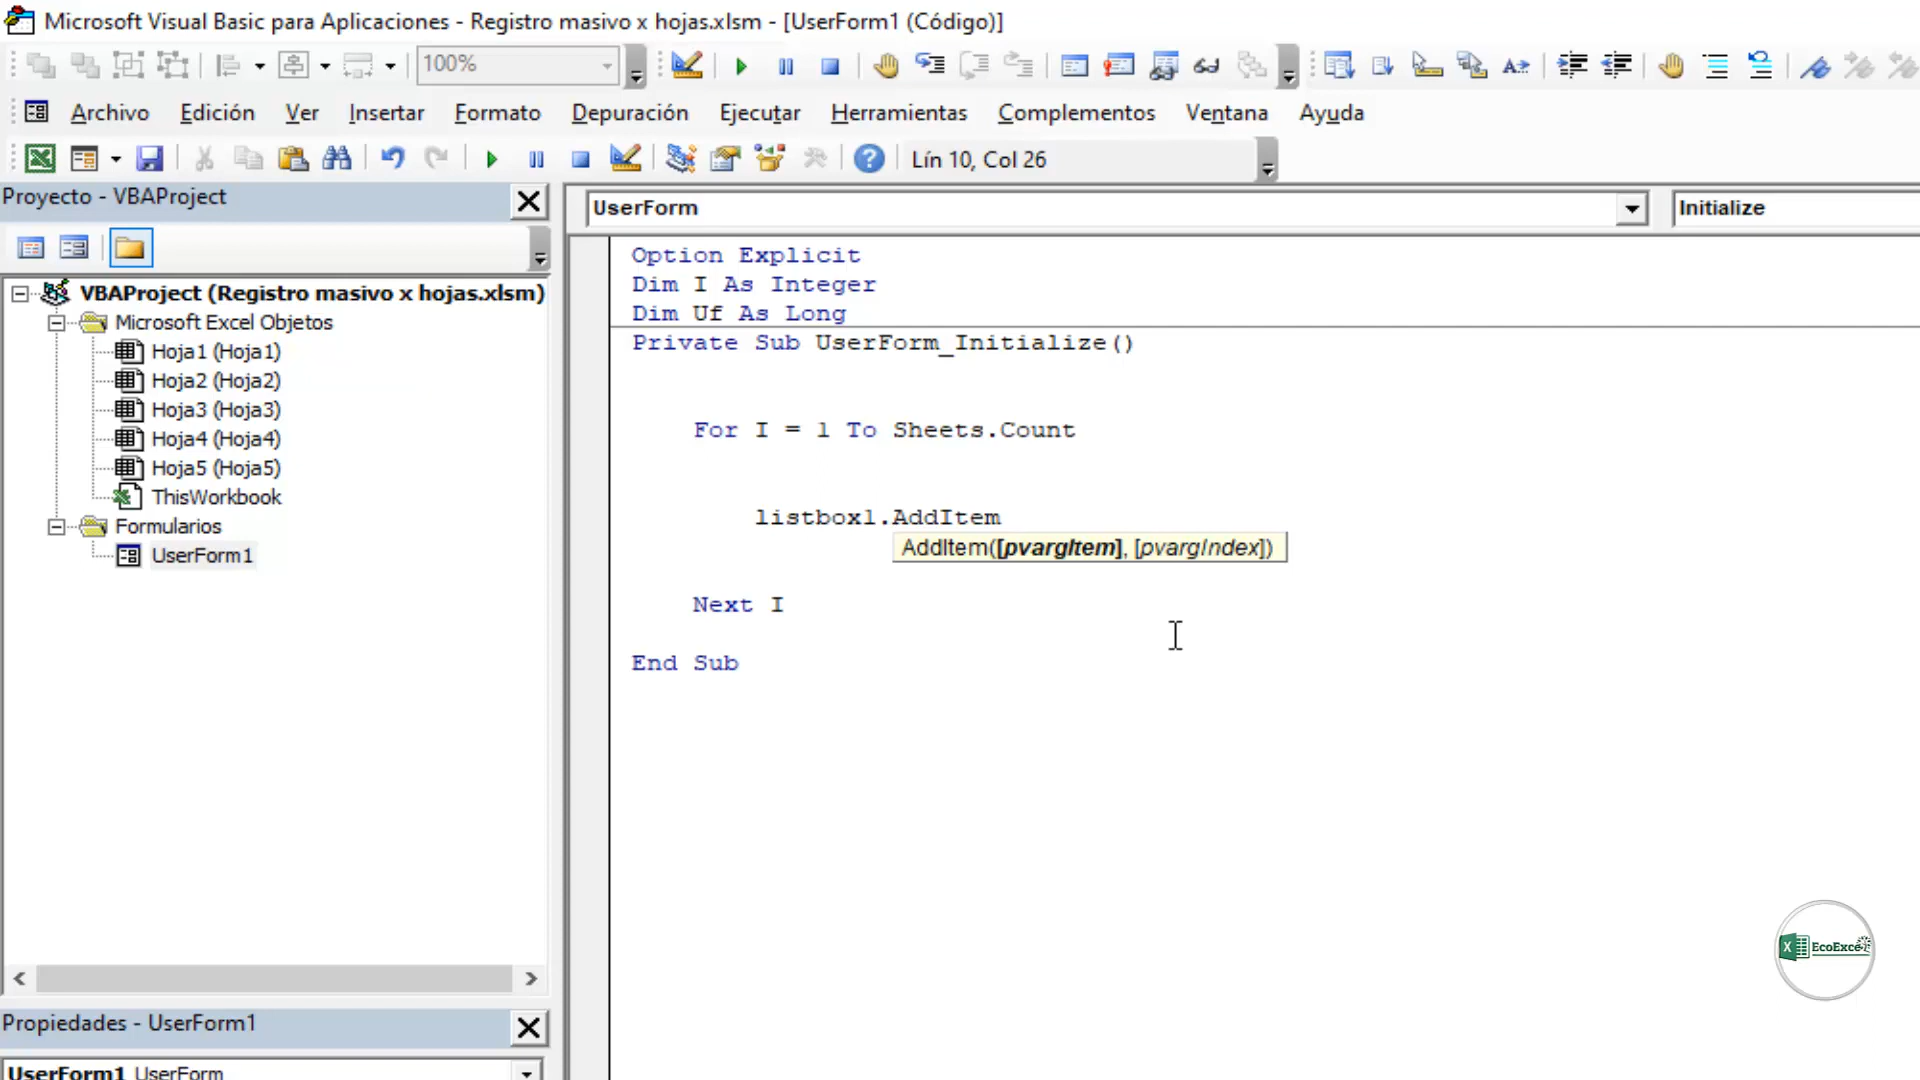 Microsoft Visual Basic para Aplicaciones - Registro masivo x hojas.xlsm - [UserForm1 (Código)]
100%
Archivo Edición Ver Insertar Formato Depuración Ejecutar Herramientas Complementos Ventana Ayuda
Lín 10, Col 26
Proyecto - VBAProject
UserForm
Initialize
VBAProject (Registro masivo x hojas.xlsm)
Microsoft Excel Objetos
Hoja1 (Hoja1)
Hoja2 (Hoja2)
Hoja3 (Hoja3)
Hoja4 (Hoja4)
Hoja5 (Hoja5)
ThisWorkbook
Formularios
UserForm1
Option Explicit
Dim I As Integer
Dim Uf As Long
Private Sub UserForm_Initialize()
For I = 1 To Sheets.Count
listbox1.AddItem
AddItem([pvargItem], [pvargIndex])
Next I
End Sub
EcoExcel
Propiedades - UserForm1
UserForm1 UserForm